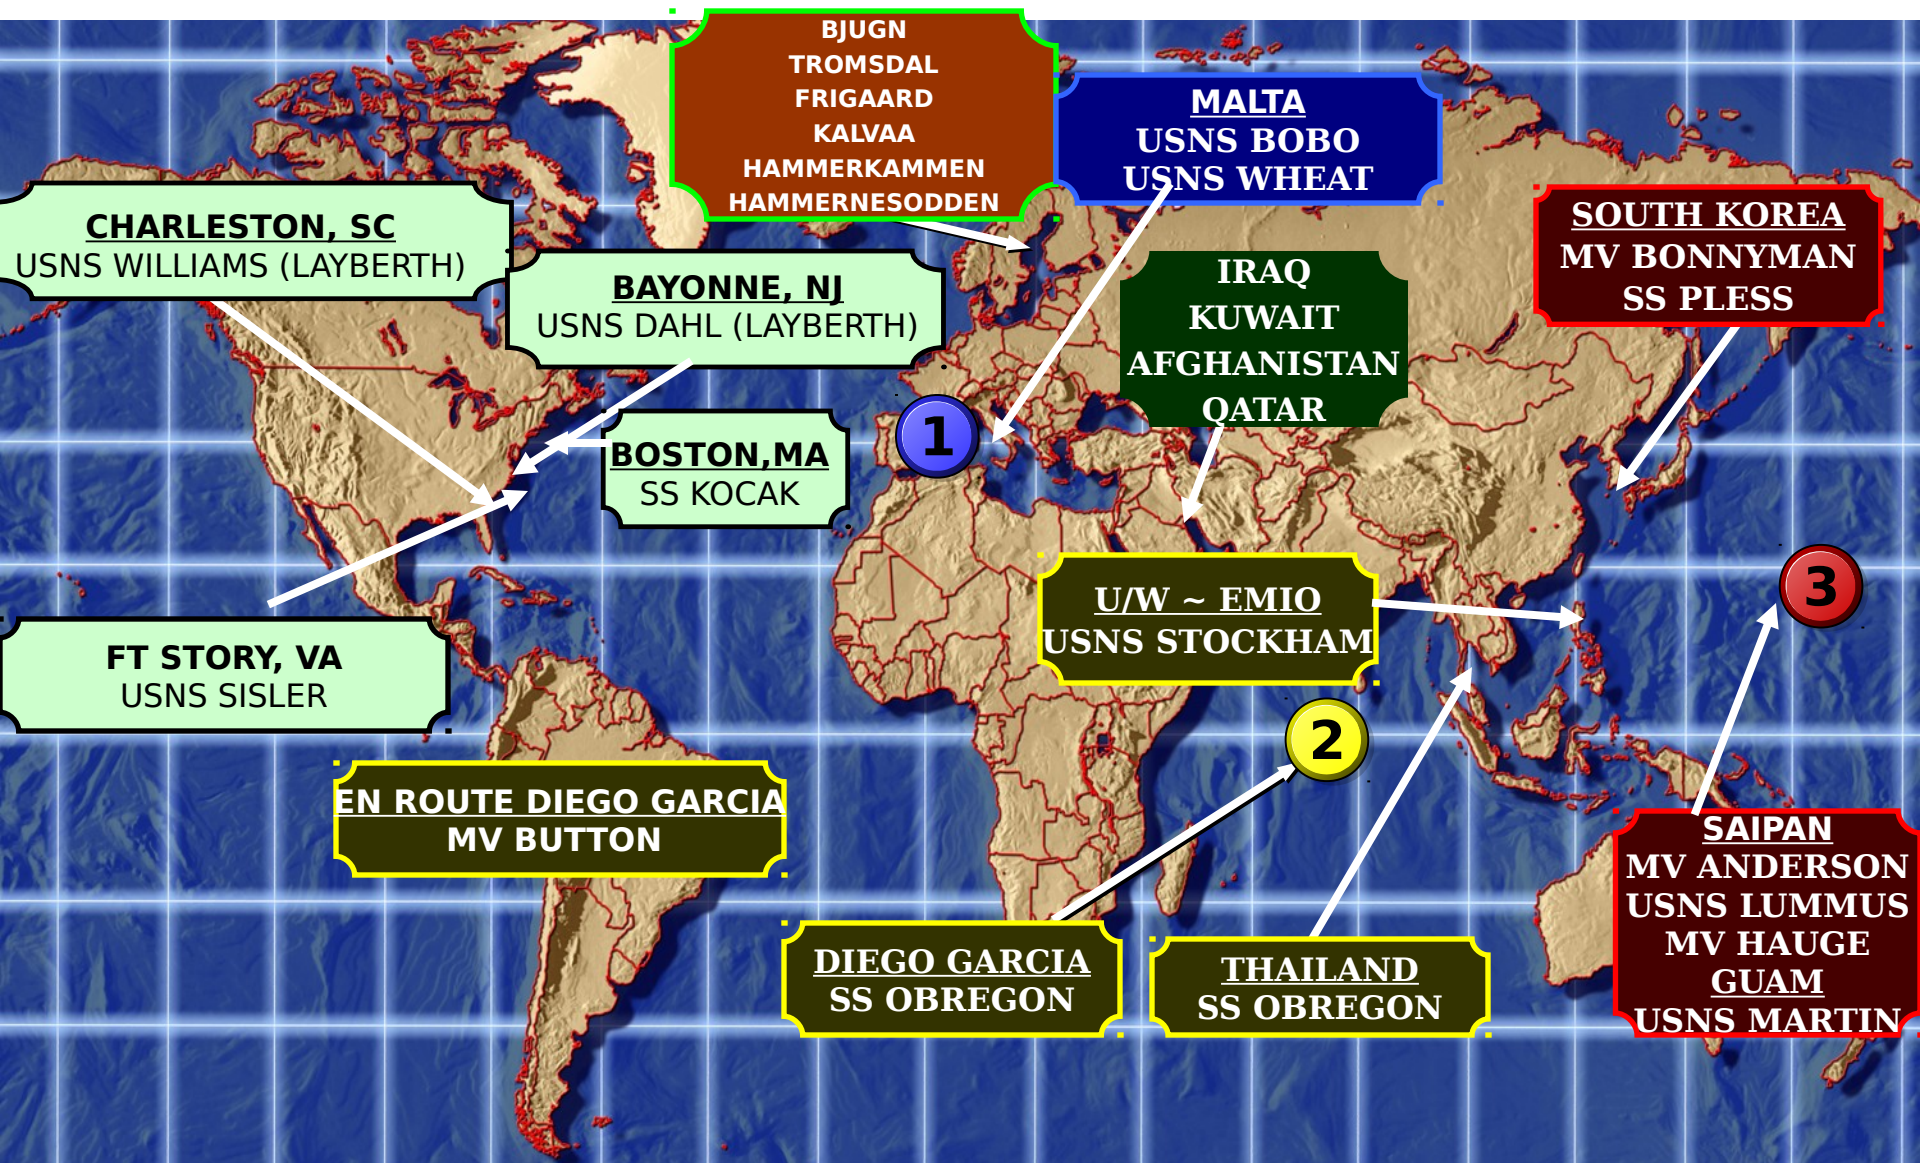 BJUGN
TROMSDAL
FRIGAARD
KALVAA
HAMMERKAMMEN
HAMMERNESODDEN
MALTA
USNS BOBO
USNS WHEAT
CHARLESTON, SC
USNS WILLIAMS (LAYBERTH)
BAYONNE, NJ
USNS DAHL (LAYBERTH)
IRAQ
KUWAIT
AFGHANISTAN
QATAR
SOUTH KOREA
MV BONNYMAN
SS PLESS
1
BOSTON,MA
SS KOCAK
3
U/W ~ EMIO
USNS STOCKHAM
FT STORY, VA
USNS SISLER
2
EN ROUTE DIEGO GARCIA
MV BUTTON
SAIPAN
MV ANDERSON
USNS LUMMUS
MV HAUGE
GUAM
USNS MARTIN
DIEGO GARCIA
SS OBREGON
THAILAND
SS OBREGON